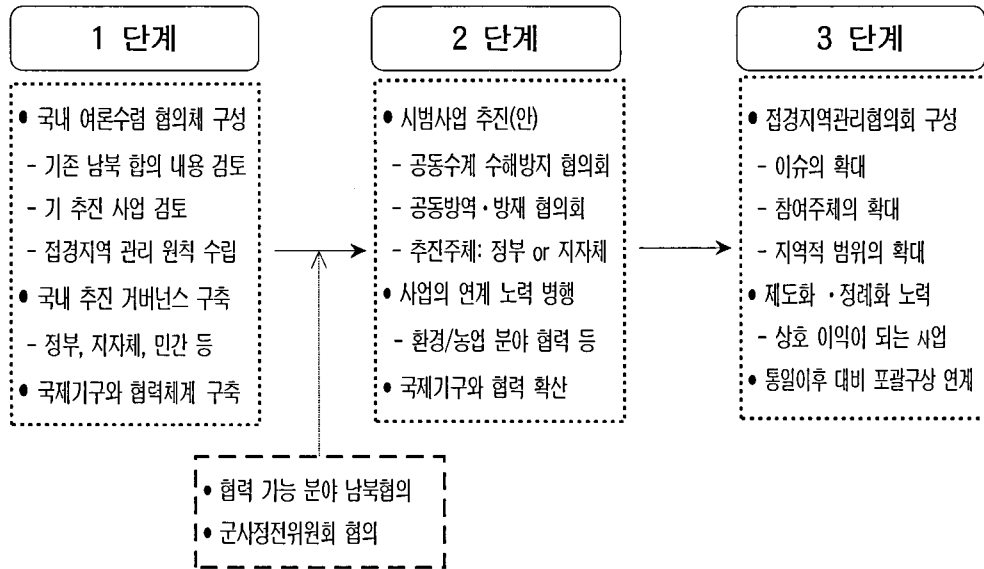 1 단계
● 국내 여론수렴 협의체 구성
- 기존 남북 합의 내용 검토
- 기 추진 사업 검토
- 접경지역 관리 원칙 수립
● 국내 추진 거버넌스 구축
- 정부, 지자체, 민간 등
● 국제기구와 협력체계 구축
2 단계
● 시범사업 추진(안)
- 공동수계 수해방지 협의회
- 공동방역·방재 협의회
- 추진주체: 정부 or 지자체
● 사업의 연계 노력 병행
- 환경/농업 분야 협력 등
● 국제기구와 협력 확산
3 단계
● 접경지역관리협의회 구성
- 이슈의 확대
- 참여주체의 확대
- 지역적 범위의 확대
● 제도화 ·정례화 노력
- 상호 이익이 되는 사업
● 통일이후 대비 포괄구상 연계
● 협력 가능 분야 남북협의
● 군사정전위원회 협의